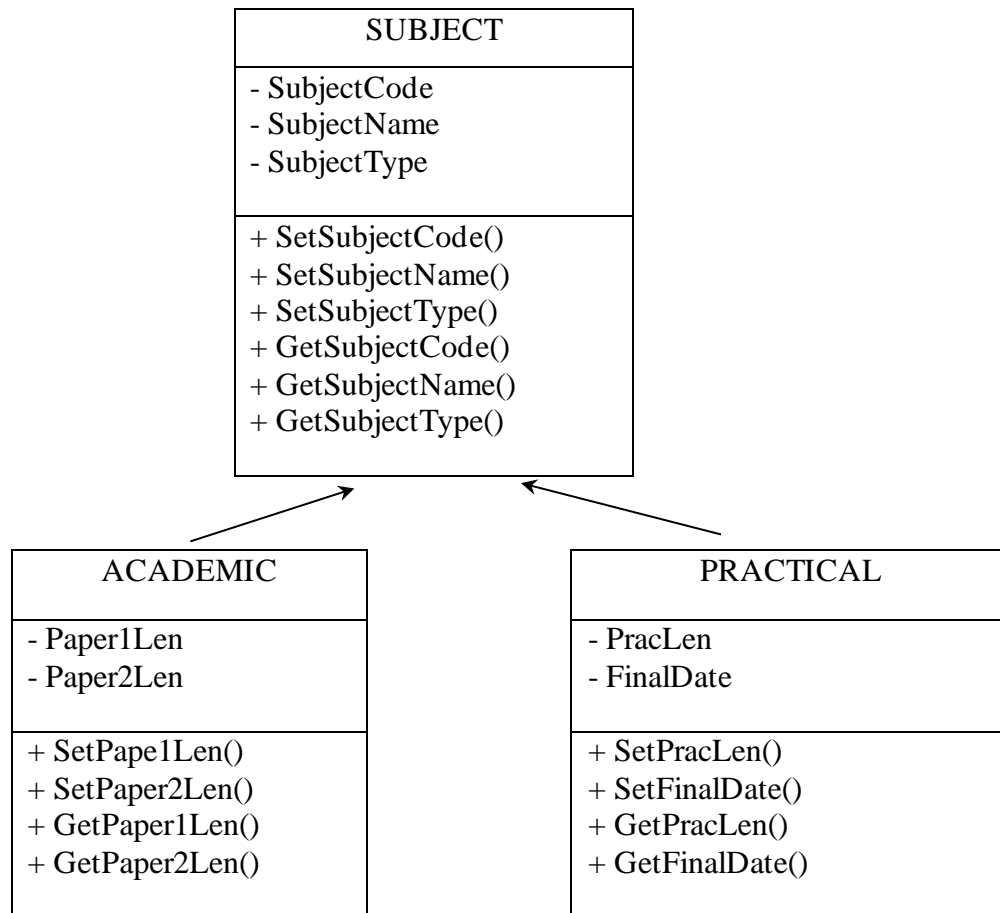 SUBJECT
- SubjectCode
- SubjectName
- SubjectType
+ SetSubjectCode()
+ SetSubjectName()
+ SetSubjectType()
+ GetSubjectCode()
+ GetSubjectName()
+ GetSubjectType()
ACADEMIC
- Paper1Len
- Paper2Len
+ SetPape1Len()
+ SetPaper2Len()
+ GetPaper1Len()
+ GetPaper2Len()
PRACTICAL
- PracLen
- FinalDate
+ SetPracLen()
+ SetFinalDate()
+ GetPracLen()
+ GetFinalDate()